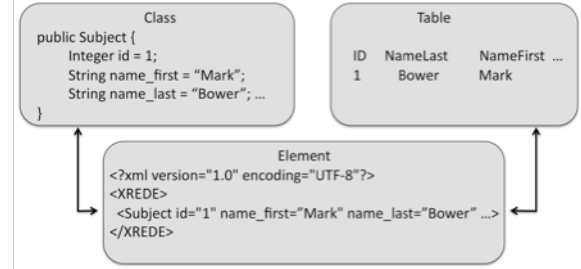 Class
public Subject {
Integer id = 1;
String name_first = “Mark”;
String name_last = “Bower”; ...
}
Table
ID NameLast NameFirst ...
1 Bower Mark
Element
<?xml version="1.0" encoding="UTF-8"?>
<XREDE>
<Subject id="1" name_first="Mark" name_last="Bower" ...>
</XREDE>